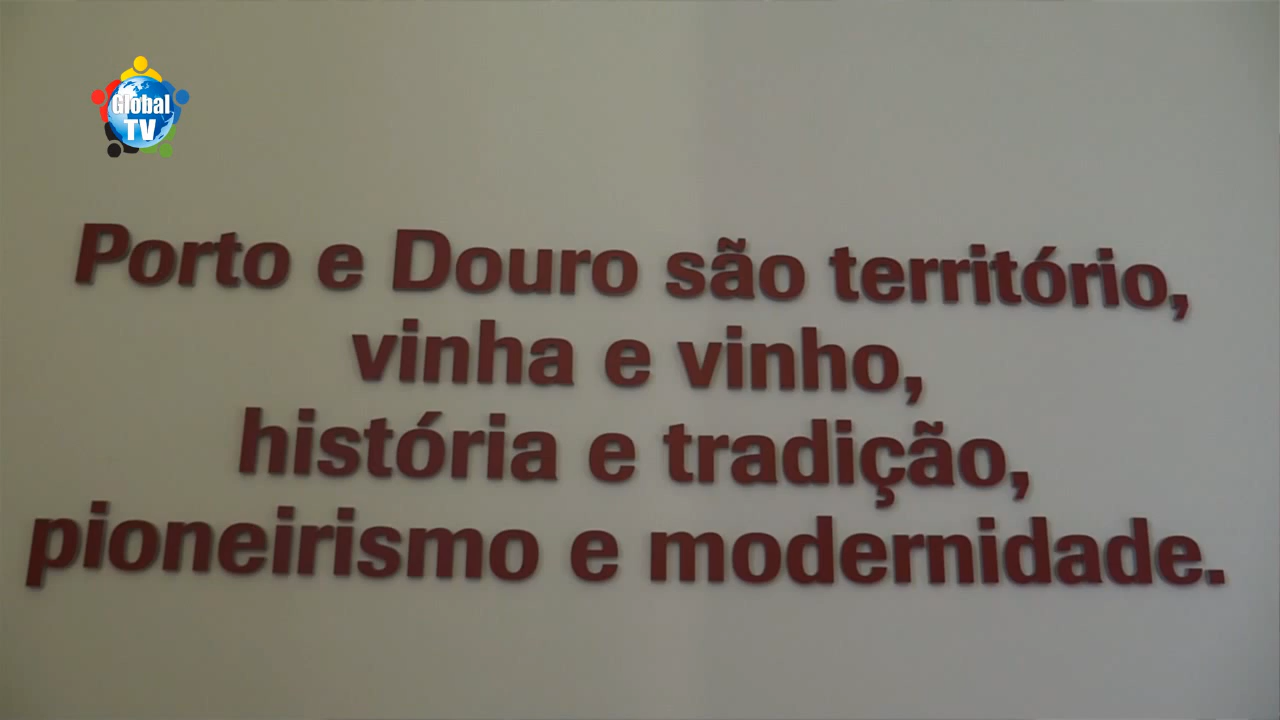 Global
TV
Porto e Douro são território,
vinha e vinho,
história e tradição,
pioneirismo e modernidade.